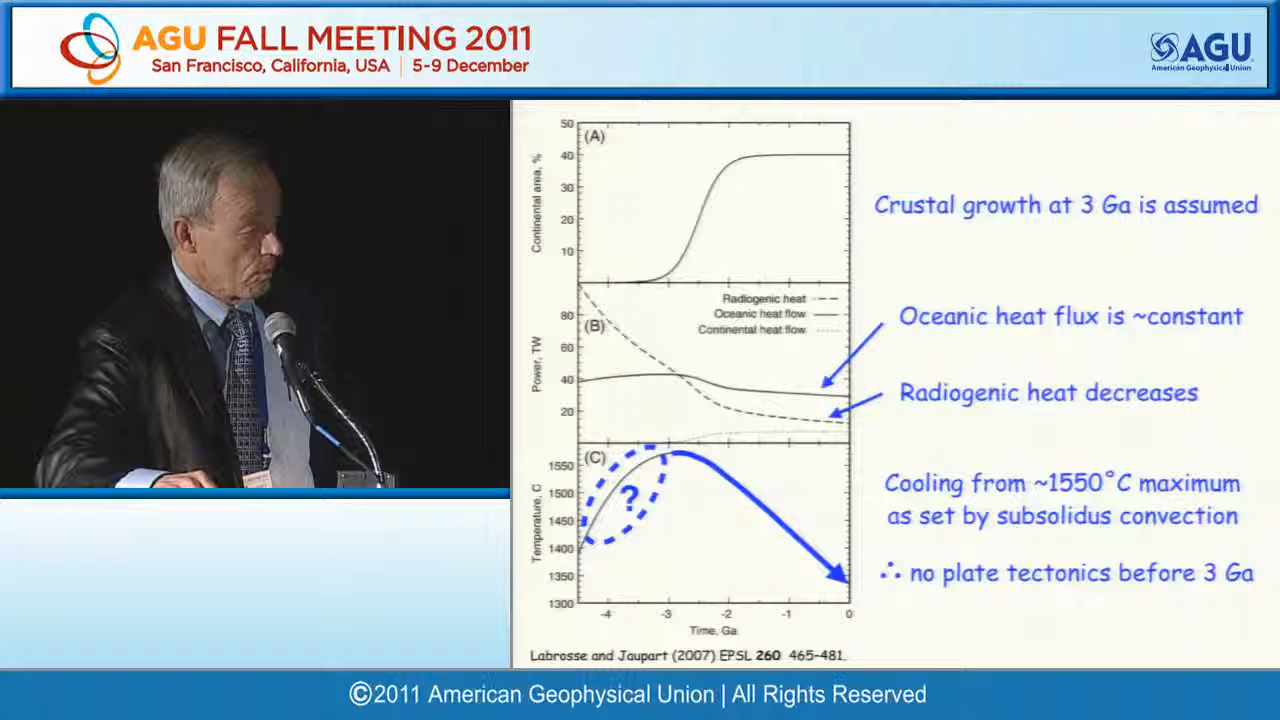 AGU FALL MEETING 2011
San Francisco, California, USA | 5-9 December
AGU
American Geophysical Union
(A)
Continental area, %
50
40
30
20
10
Crustal growth at 3 Ga is assumed
(B)
Power, TW
80
60
40
20
Radiogenic heat
Oceanic heat flow
Continental heat flow
Oceanic heat flux is ~constant
Radiogenic heat decreases
(C)
Temperature, C
1550
1500
1450
1400
1350
1300
?
-4 -3 -2 -1 0
Time, Ga
Cooling from ~1550°C maximum
as set by subsolidus convection
∴ no plate tectonics before 3 Ga
Labrosse and Jaupart (2007) EPSL 260 465-481.
©2011 American Geophysical Union | All Rights Reserved